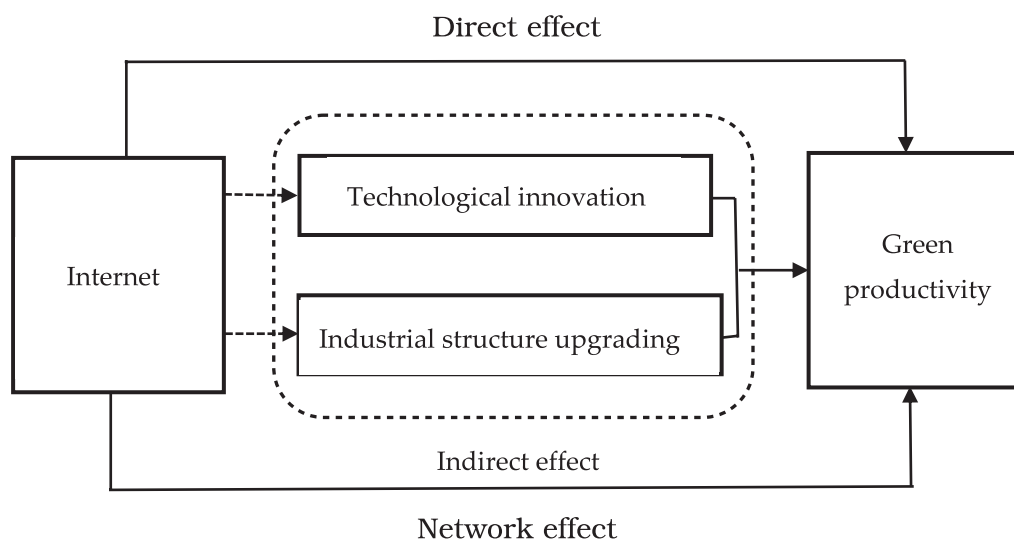 Direct effect
Technological innovation
Internet
Industrial structure upgrading
Green
productivity
Indirect effect
Network effect